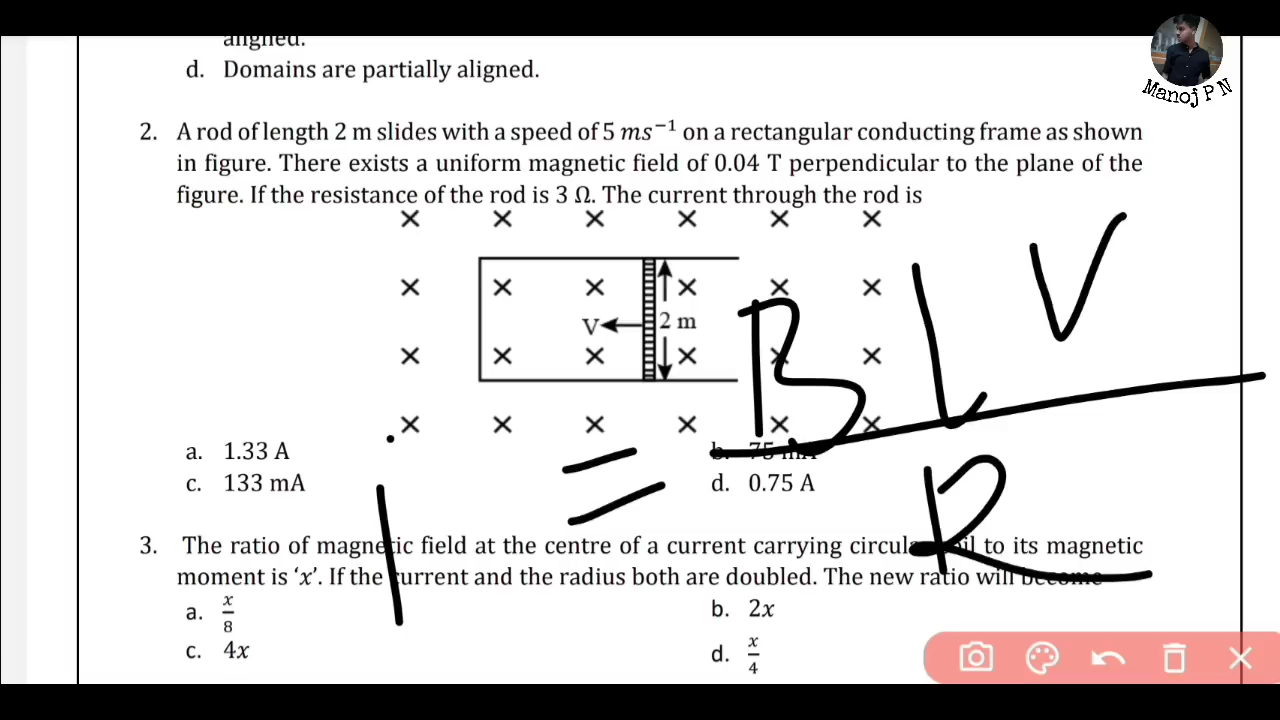 aligned.
Manoj P N
d. Domains are partially aligned.
2. A rod of length 2 m slides with a speed of 5 ms⁻¹ on a rectangular conducting frame as shown
in figure. There exists a uniform magnetic field of 0.04 T perpendicular to the plane of the
figure. If the resistance of the rod is 3 Ω. The current through the rod is
× × × × × ×
× × × × × ×
V 2 m
× × × × × ×
× × × × × ×
i = BLV
R
a. 1.33 A b. 75 mA
c. 133 mA d. 0.75 A
3. The ratio of magnetic field at the centre of a current carrying circular coil to its magnetic
moment is ‘x’. If the current and the radius both are doubled. The new ratio will become
a. x/8 b. 2x
c. 4x d. x/4